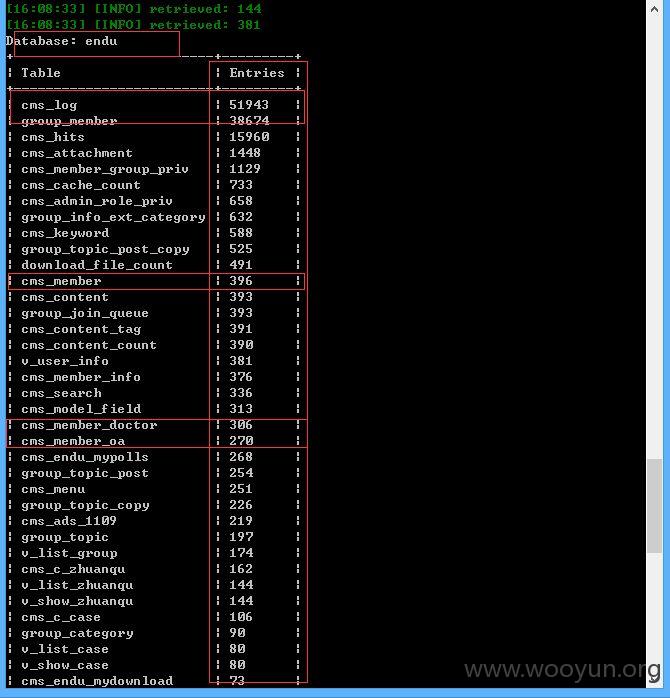 [16:08:33] [INFO] retrieved: 144
[16:08:33] [INFO] retrieved: 381
Database: endu
+-----------------------+---------+
¦ Table ¦ Entries ¦
+-----------------------+---------+
¦ cms_log ¦ 51943 ¦
¦ group_member ¦ 38674 ¦
¦ cms_hits ¦ 15960 ¦
¦ cms_attachment ¦ 1448 ¦
¦ cms_member_group_priv ¦ 1129 ¦
¦ cms_cache_count ¦ 733 ¦
¦ cms_admin_role_priv ¦ 658 ¦
¦ group_info_ext_category ¦ 632 ¦
¦ cms_keyword ¦ 588 ¦
¦ group_topic_post_copy ¦ 525 ¦
¦ download_file_count ¦ 491 ¦
¦ cms_member ¦ 396 ¦
¦ cms_content ¦ 393 ¦
¦ group_join_queue ¦ 393 ¦
¦ cms_content_tag ¦ 391 ¦
¦ cms_content_count ¦ 390 ¦
¦ v_user_info ¦ 381 ¦
¦ cms_member_info ¦ 376 ¦
¦ cms_search ¦ 336 ¦
¦ cms_model_field ¦ 313 ¦
¦ cms_member_doctor ¦ 306 ¦
¦ cms_member_oa ¦ 270 ¦
¦ cms_endu_mypolls ¦ 268 ¦
¦ group_topic_post ¦ 254 ¦
¦ cms_menu ¦ 251 ¦
¦ group_topic_copy ¦ 226 ¦
¦ cms_ads_1109 ¦ 219 ¦
¦ group_topic ¦ 197 ¦
¦ v_list_group ¦ 174 ¦
¦ cms_c_zhuanqu ¦ 162 ¦
¦ v_list_zhuanqu ¦ 144 ¦
¦ v_show_zhuanqu ¦ 144 ¦
¦ cms_c_case ¦ 106 ¦
¦ group_category ¦ 90 ¦
¦ v_list_case ¦ 80 ¦
¦ v_show_case ¦ 80 ¦
¦ cms_endu_mydownload ¦ 73 ¦
www.wooyun.org